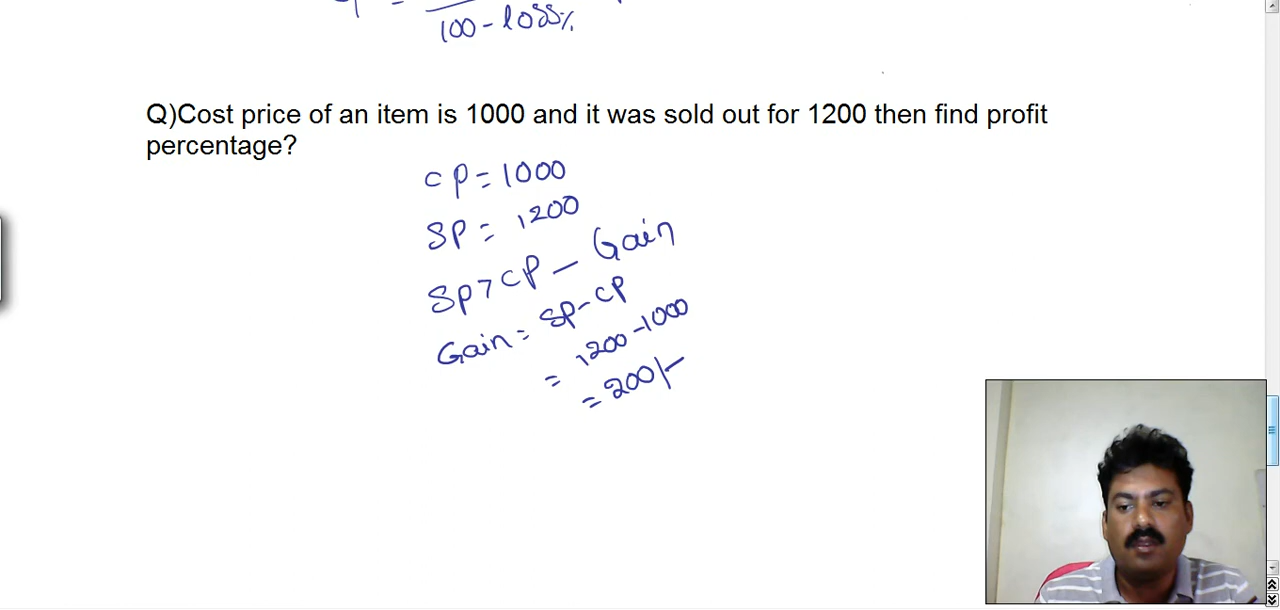 100 - loss%
Q)Cost price of an item is 1000 and it was sold out for 1200 then find profit
percentage?
CP = 1000
SP = 1200
SP > CP - Gain
Gain = SP - CP
= 1200 - 1000
= 200/-